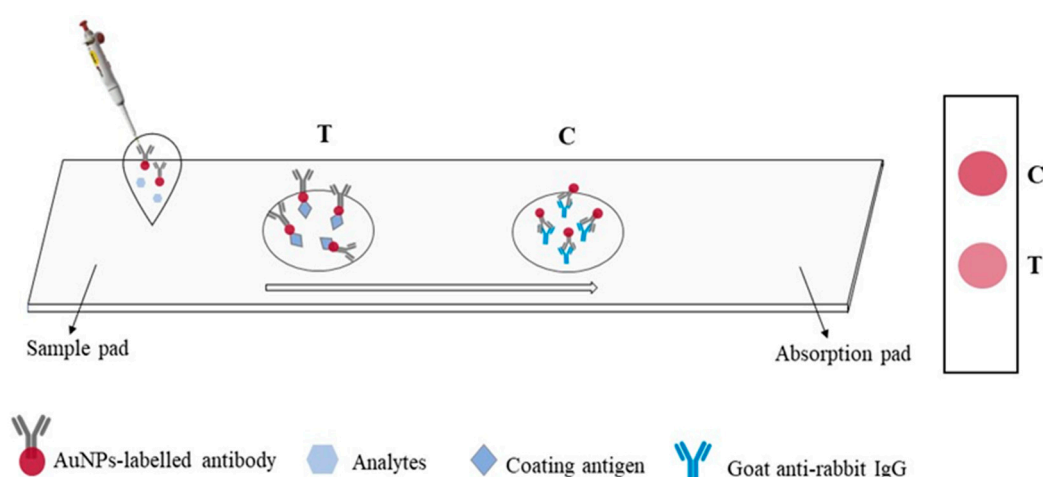 T
C
C
T
Sample pad
Absorption pad
AuNPs-labelled antibody
Analytes
Coating antigen
Goat anti-rabbit IgG